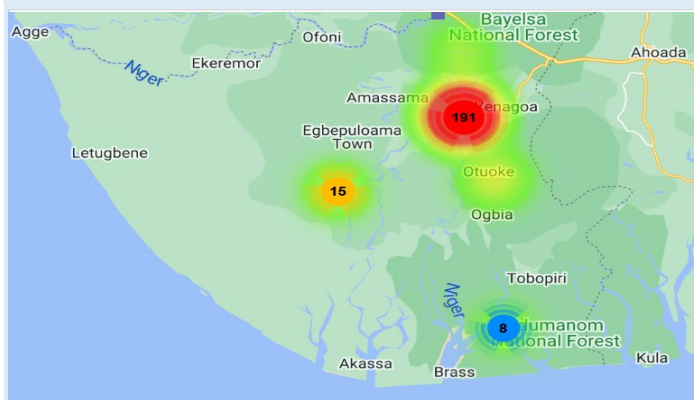 Bayelsa
National Forest
Agge
Ofoni
Ahoada
Ekeremor
Niger
Amassama
Yenagoa
191
Egbepuloama
Town
Letugbene
Otuoke
15
Ogbia
Tobopiri
Niger
8
dumanom
National Forest
Kula
Akassa
Brass